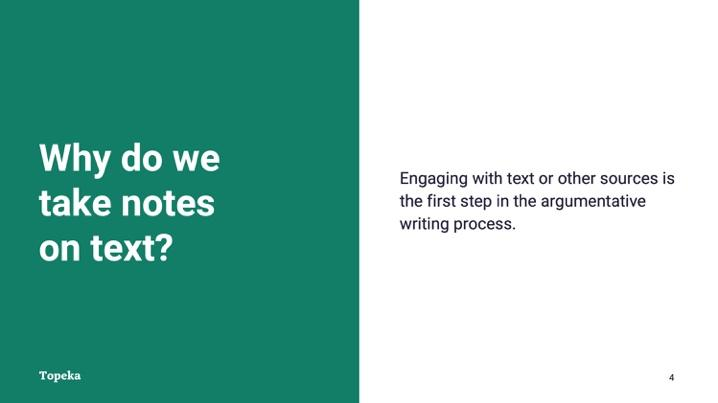 Why do we
take notes
on text?
Engaging with text or other sources is
the first step in the argumentative
writing process.
Topeka
4